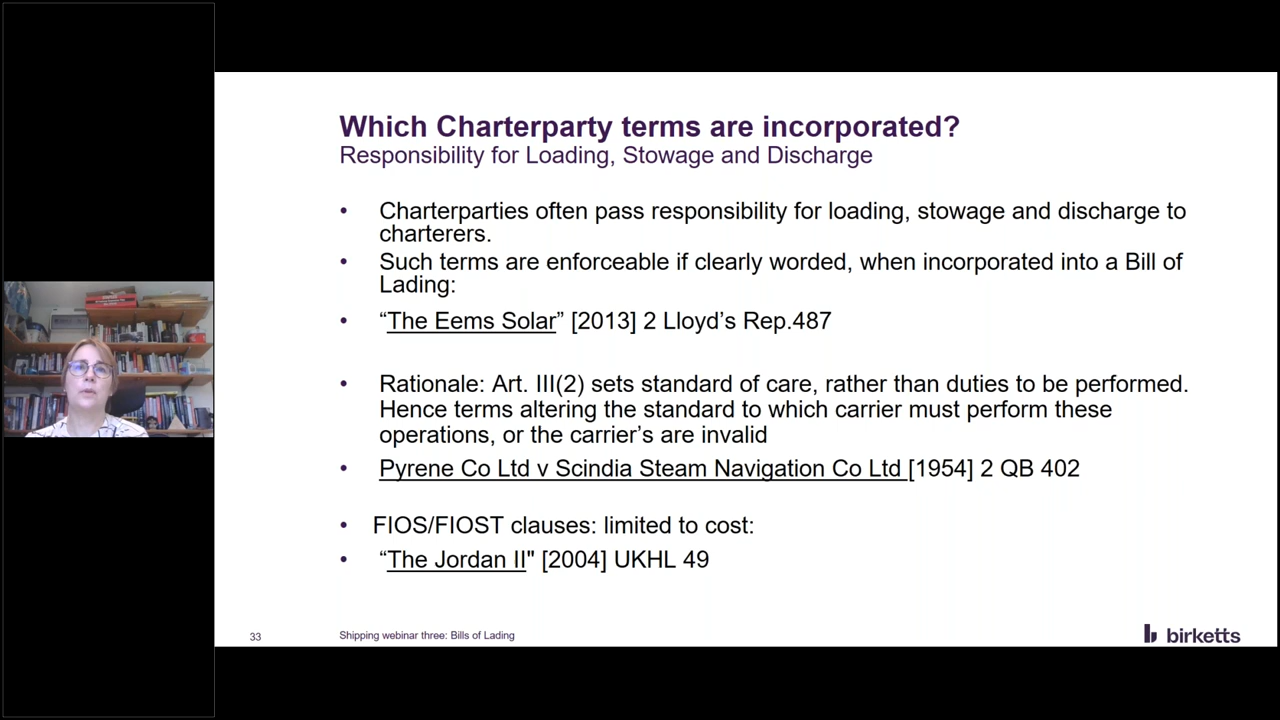 Which Charterparty terms are incorporated?
Responsibility for Loading, Stowage and Discharge
• Charterparties often pass responsibility for loading, stowage and discharge to
charterers.
• Such terms are enforceable if clearly worded, when incorporated into a Bill of
Lading:
• “The Eems Solar” [2013] 2 Lloyd’s Rep.487
• Rationale: Art. III(2) sets standard of care, rather than duties to be performed.
Hence terms altering the standard to which carrier must perform these
operations, or the carrier’s are invalid
• Pyrene Co Ltd v Scindia Steam Navigation Co Ltd [1954] 2 QB 402
• FIOS/FIOST clauses: limited to cost:
• “The Jordan II" [2004] UKHL 49
33
Shipping webinar three: Bills of Lading
birketts